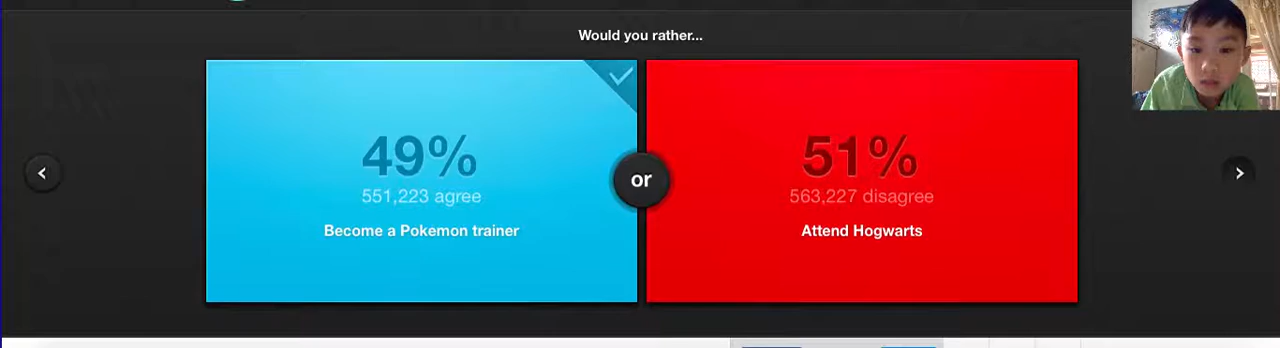 Would you rather...
49%
551,223 agree
Become a Pokemon trainer
or
51%
563,227 disagree
Attend Hogwarts